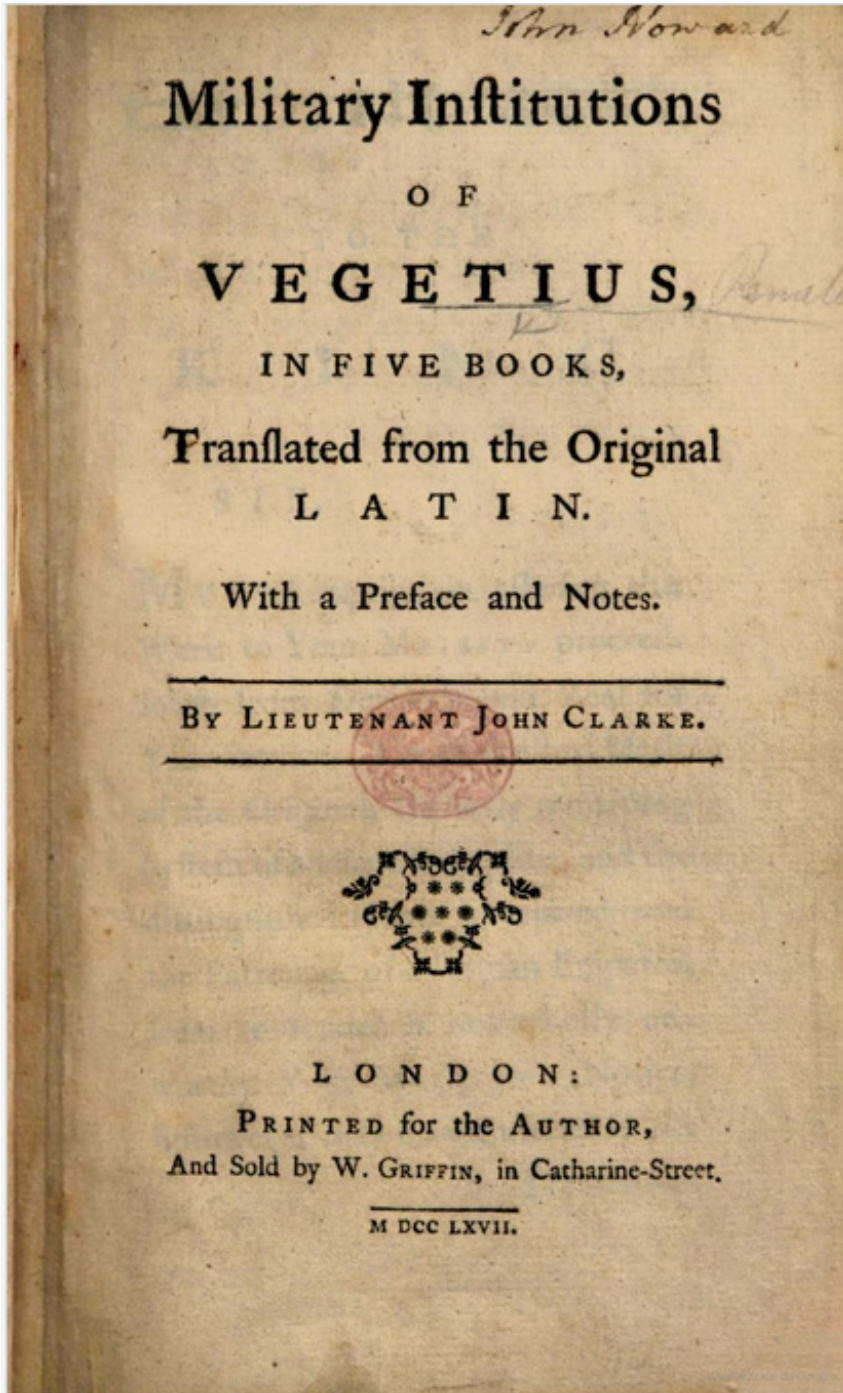 John Howard
Military Inſtitutions
OF
VEGETIUS,
IN FIVE BOOKS,
Tranſlated from the Original
LATIN.
With a Preface and Notes.
BY LIEUTENANT JOHN CLARKE.
LONDON:
PRINTED for the AUTHOR,
And Sold by W. GRIFFIN, in Catharine-Street.
M DCC LXVII.